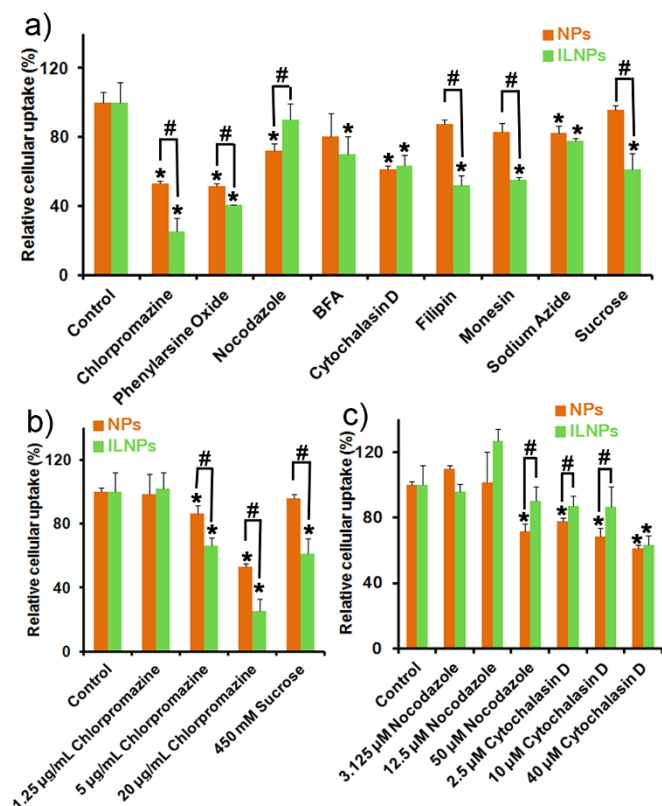 a)
Relative cellular uptake (%)
NPs
ILNPs
120
80
40
0
# # # # # #
* * * * * * * * * * * * *
Control
Chlorpromazine
Phenylarsine Oxide
Nocodazole
BFA
Cytochalasin D
Filipin
Monesin
Sodium Azide
Sucrose
b)
Relative cellular uptake (%)
NPs
ILNPs
120
80
40
0
# # #
* * * * *
Control
1.25 µg/mL Chlorpromazine
5 µg/mL Chlorpromazine
20 µg/mL Chlorpromazine
450 mM Sucrose
c)
Relative cellular uptake (%)
NPs
ILNPs
120
80
40
0
# # #
* * * * *
Control
3.125 µM Nocodazole
12.5 µM Nocodazole
50 µM Nocodazole
2.5 µM Cytochalasin D
10 µM Cytochalasin D
40 µM Cytochalasin D